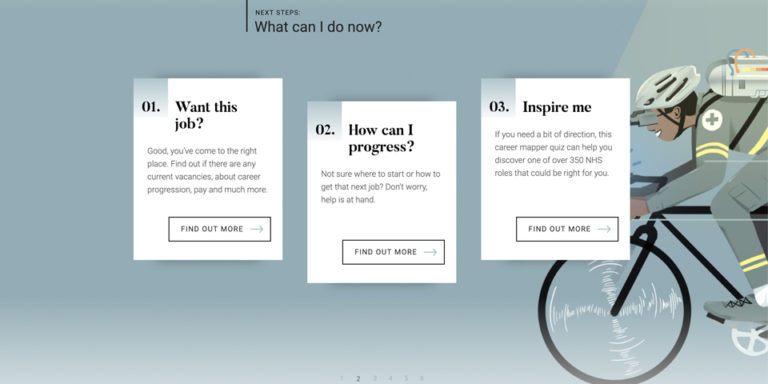 NEXT STEPS:
What can I do now?
01.
Want this
job?
Good, you've come to the right
place. Find out if there are any
current vacancies, about career
progression, pay and much more.
FIND OUT MORE
02.
How can I
progress?
Not sure where to start or how to
get that next job? Don't worry,
help is at hand.
FIND OUT MORE
03.
Inspire me
If you need a bit of direction, this
career mapper quiz can help you
discover one of over 350 NHS
roles that could be right for you.
FIND OUT MORE
1 2 3 4 5 6